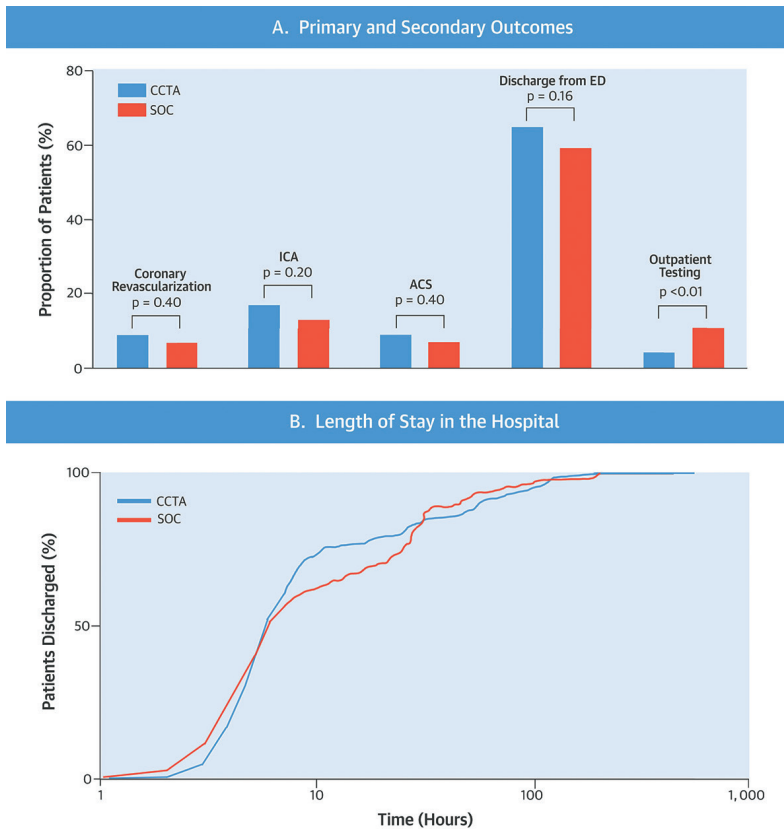 A. Primary and Secondary Outcomes
80
60
40
20
0
Proportion of Patients (%)
CCTA
SOC
Coronary
Revascularization
p = 0.40
ICA
p = 0.20
ACS
p = 0.40
Discharge from ED
p = 0.16
Outpatient
Testing
p <0.01
B. Length of Stay in the Hospital
100
50
0
Patients Discharged (%)
CCTA
SOC
1
10
100
1,000
Time (Hours)